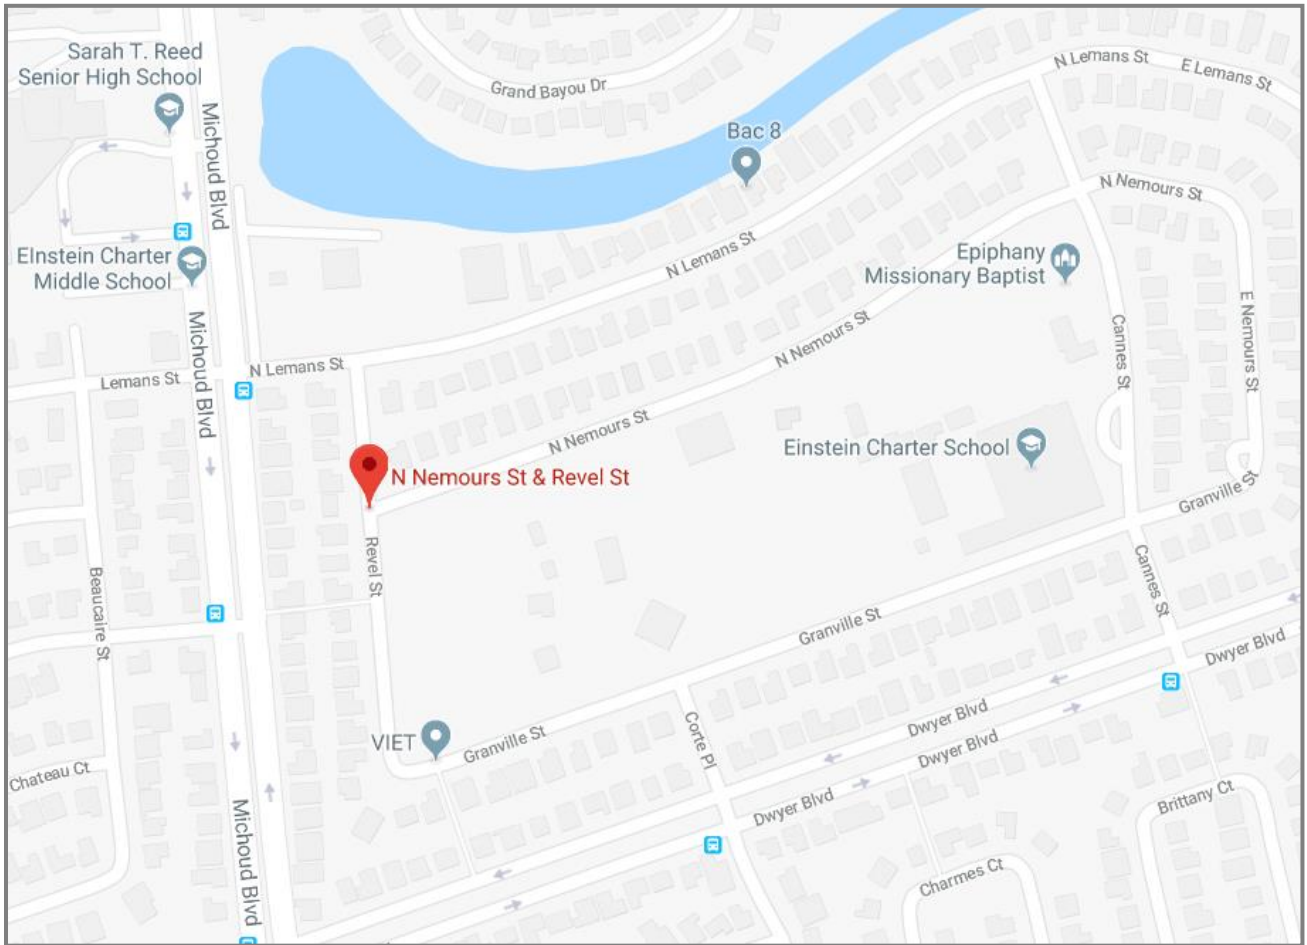 Sarah T. Reed
Senior High School
Michoud Blvd
Grand Bayou Dr
N Lemans St
E Lemans St
Bac 8
N Nemours St
EInstein Charter
Middle School
N Lemans St
Epiphany
Missionary Baptist
Michoud Blvd
Cannes St
E Nemours St
N Nemours St
N Lemans St
Lemans St
N Nemours St
Einstein Charter School
N Nemours St & Revel St
Granville St
Revel St
Beaucaire St
Cannes St
Granville St
Dwyer Blvd
VIET
Granville St
Corte Pl
Dwyer Blvd
Dwyer Blvd
Chateau Ct
Michoud Blvd
Dwyer Blvd
Brittany Ct
Charmes Ct